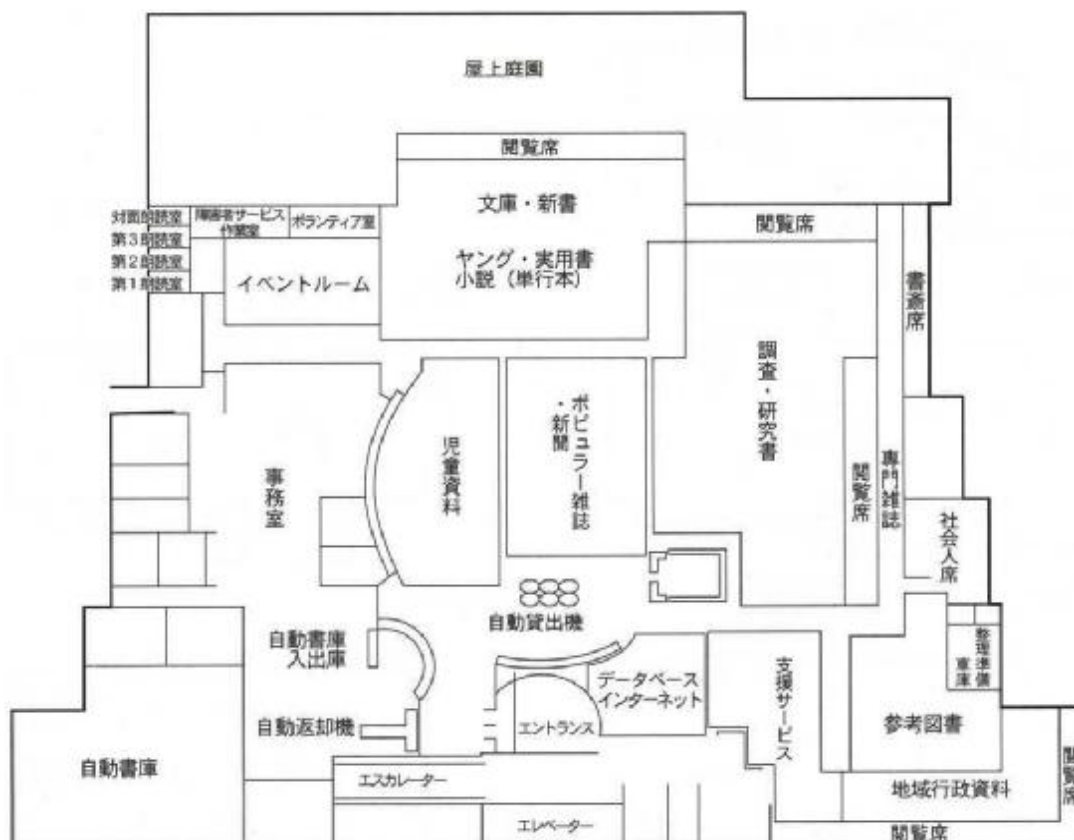 屋上庭園
閲覧席
文庫・新書
ヤング・実用書
小説（単行本）
対面朗読室
第3朗読室
第2朗読室
第1朗読室
障害者サービス
作業室
ボランティア室
イベントルーム
閲覧席
書斎席
調査・研究書
閲覧席
専門雑誌
社会人席
ポピュラー雑誌
・新聞
児童資料
事務室
自動貸出機
自動書庫
入出庫
自動返却機
自動書庫
エントランス
データベース
インターネット
支援サービス
参考図書
整理準備
書庫
地域行政資料
閲覧席
閲覧席
エスカレーター
エレベーター